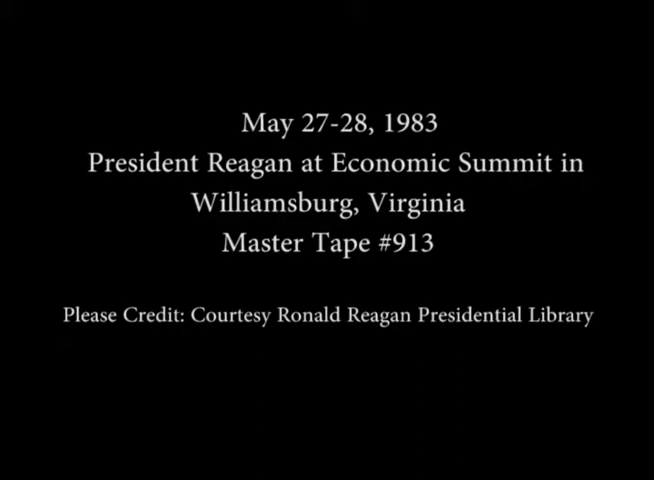 May 27-28, 1983
President Reagan at Economic Summit in
Williamsburg, Virginia
Master Tape #913
Please Credit: Courtesy Ronald Reagan Presidential Library